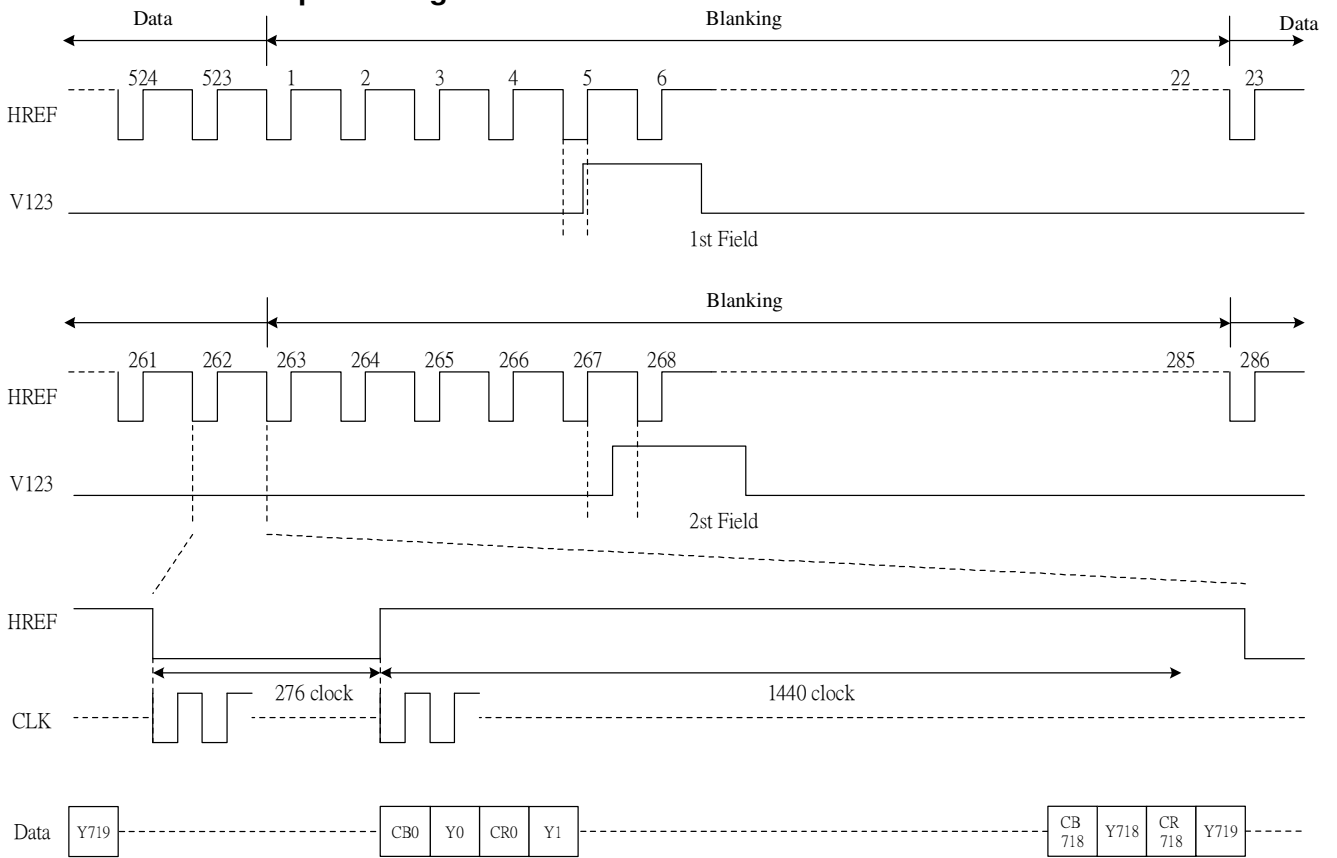 Data Blanking Data
524 523 1 2 3 4 5 6 22 23
HREF
V123
1st Field
Blanking
261 262 263 264 265 266 267 268 285 286
HREF
V123
2st Field
HREF
276 clock 1440 clock
CLK
Data Y719 CB0 Y0 CR0 Y1 CB 718 Y718 CR 718 Y719